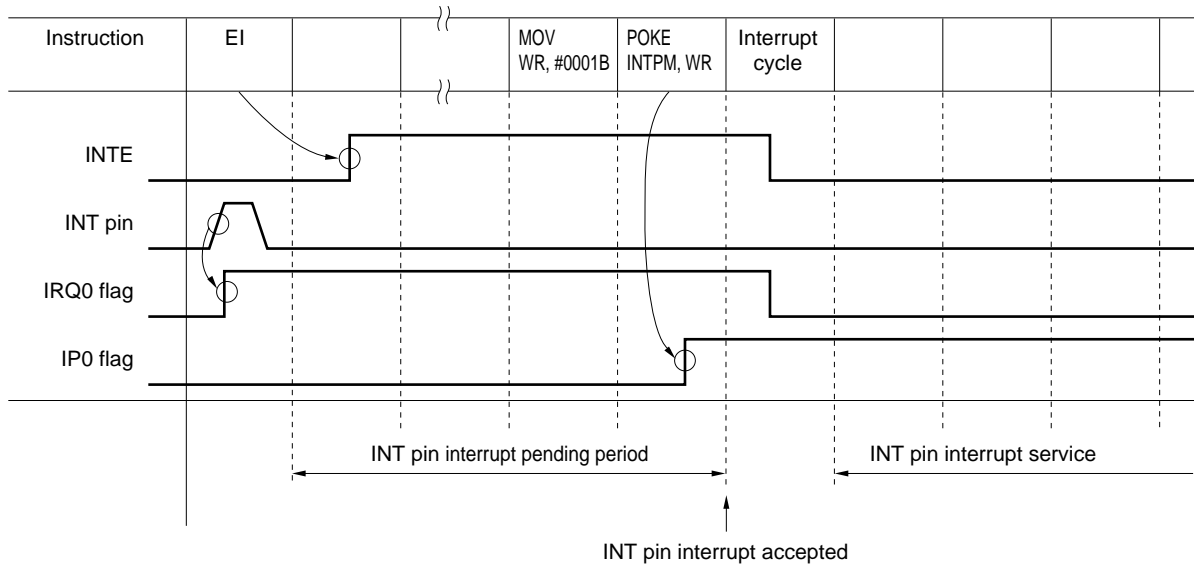 Instruction EI MOV POKE Interrupt
WR, #0001B INTPM, WR cycle
INTE
INT pin
IRQ0 flag
IP0 flag
INT pin interrupt pending period INT pin interrupt service
INT pin interrupt accepted